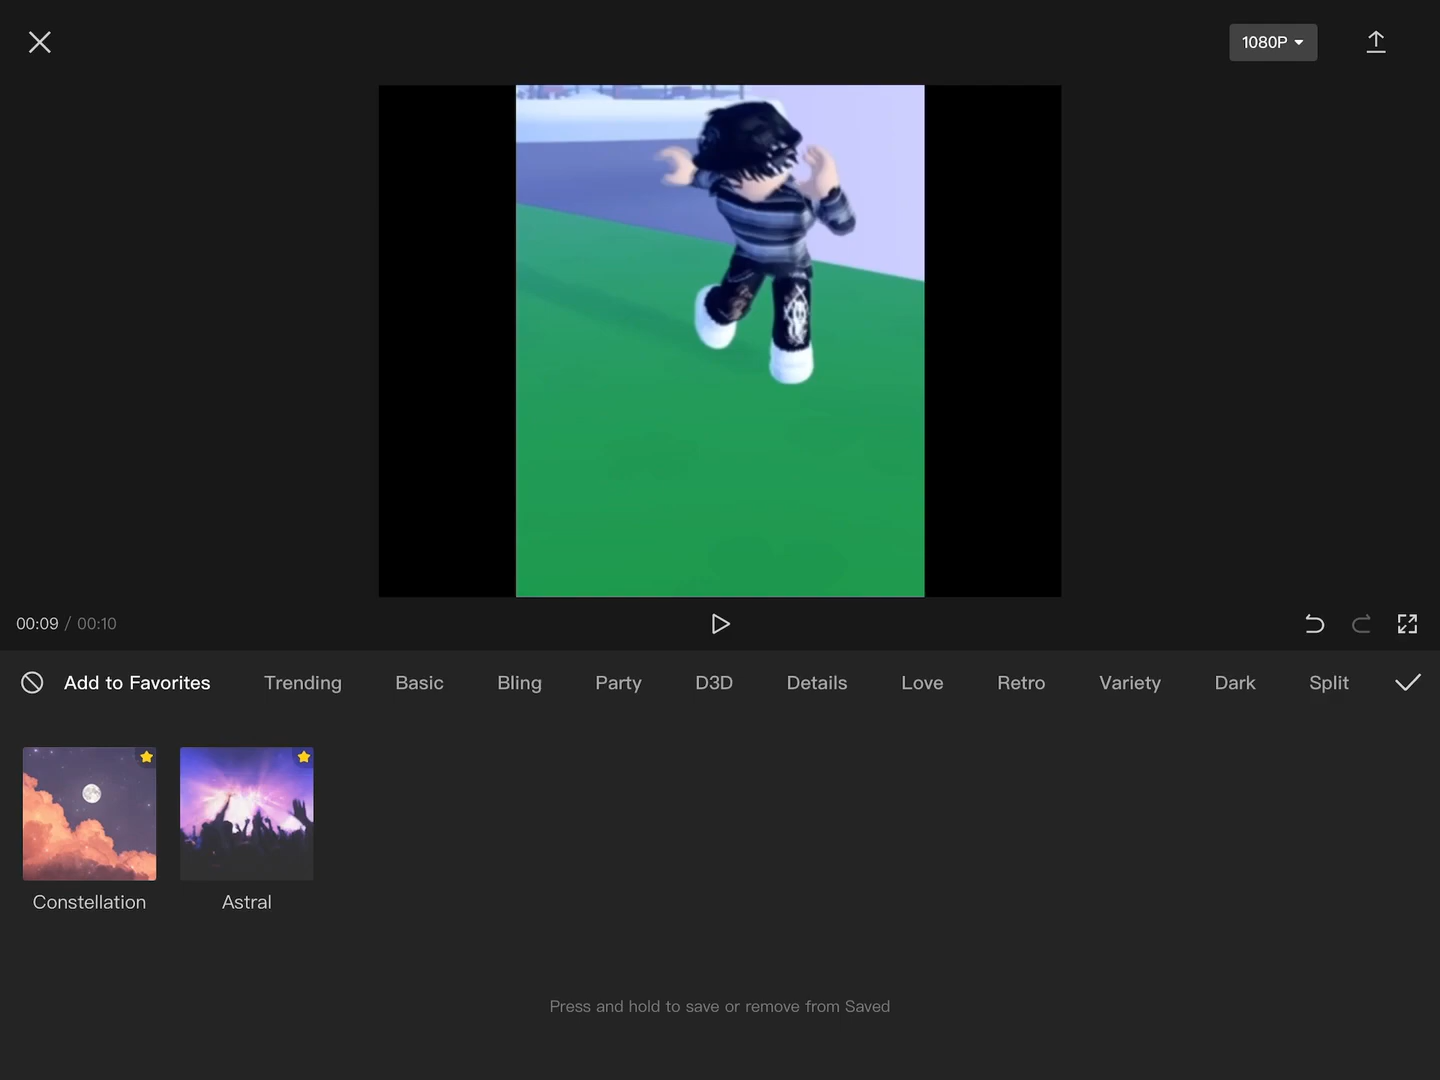 1080P
00:09 / 00:10
Add to Favorites Trending Basic Bling Party D3D Details Love Retro Variety Dark Split
Constellation Astral
Press and hold to save or remove from Saved